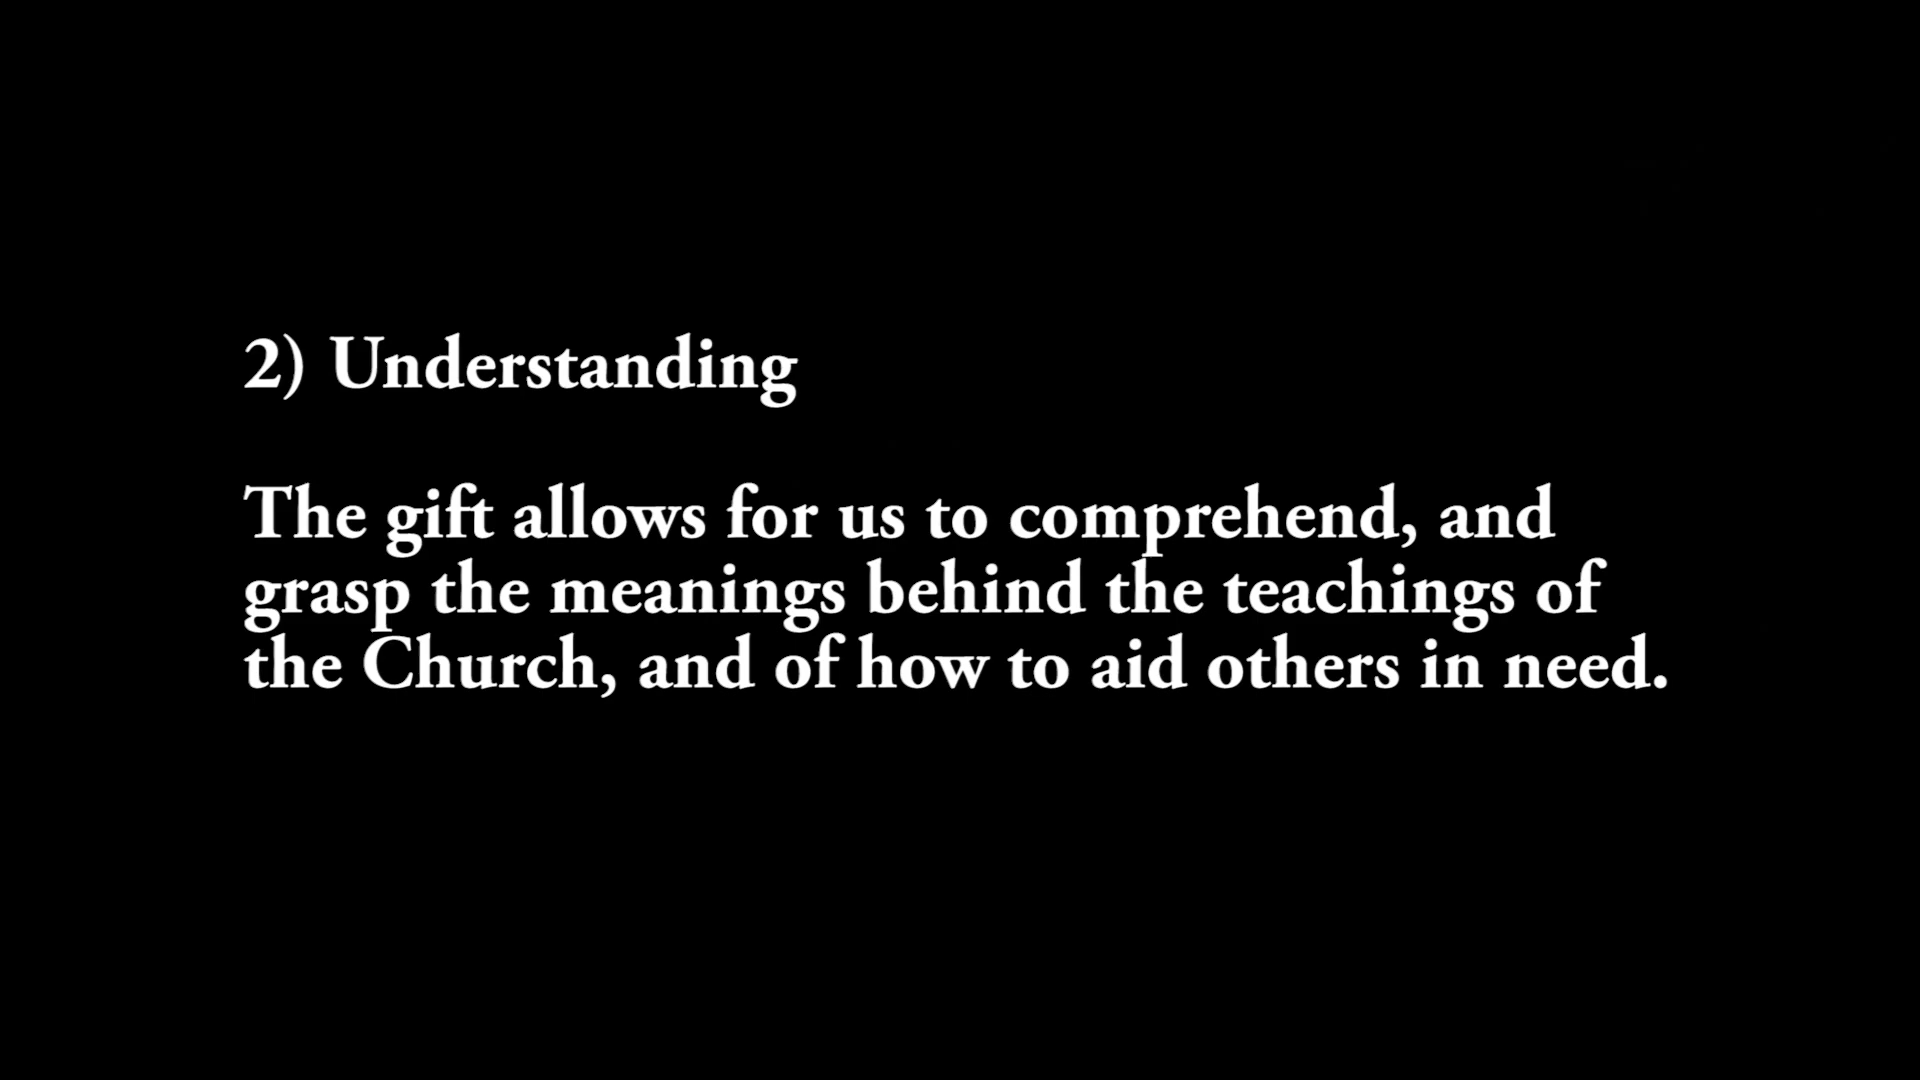 2) Understanding
The gift allows for us to comprehend, and
grasp the meanings behind the teachings of
the Church, and of how to aid others in need.